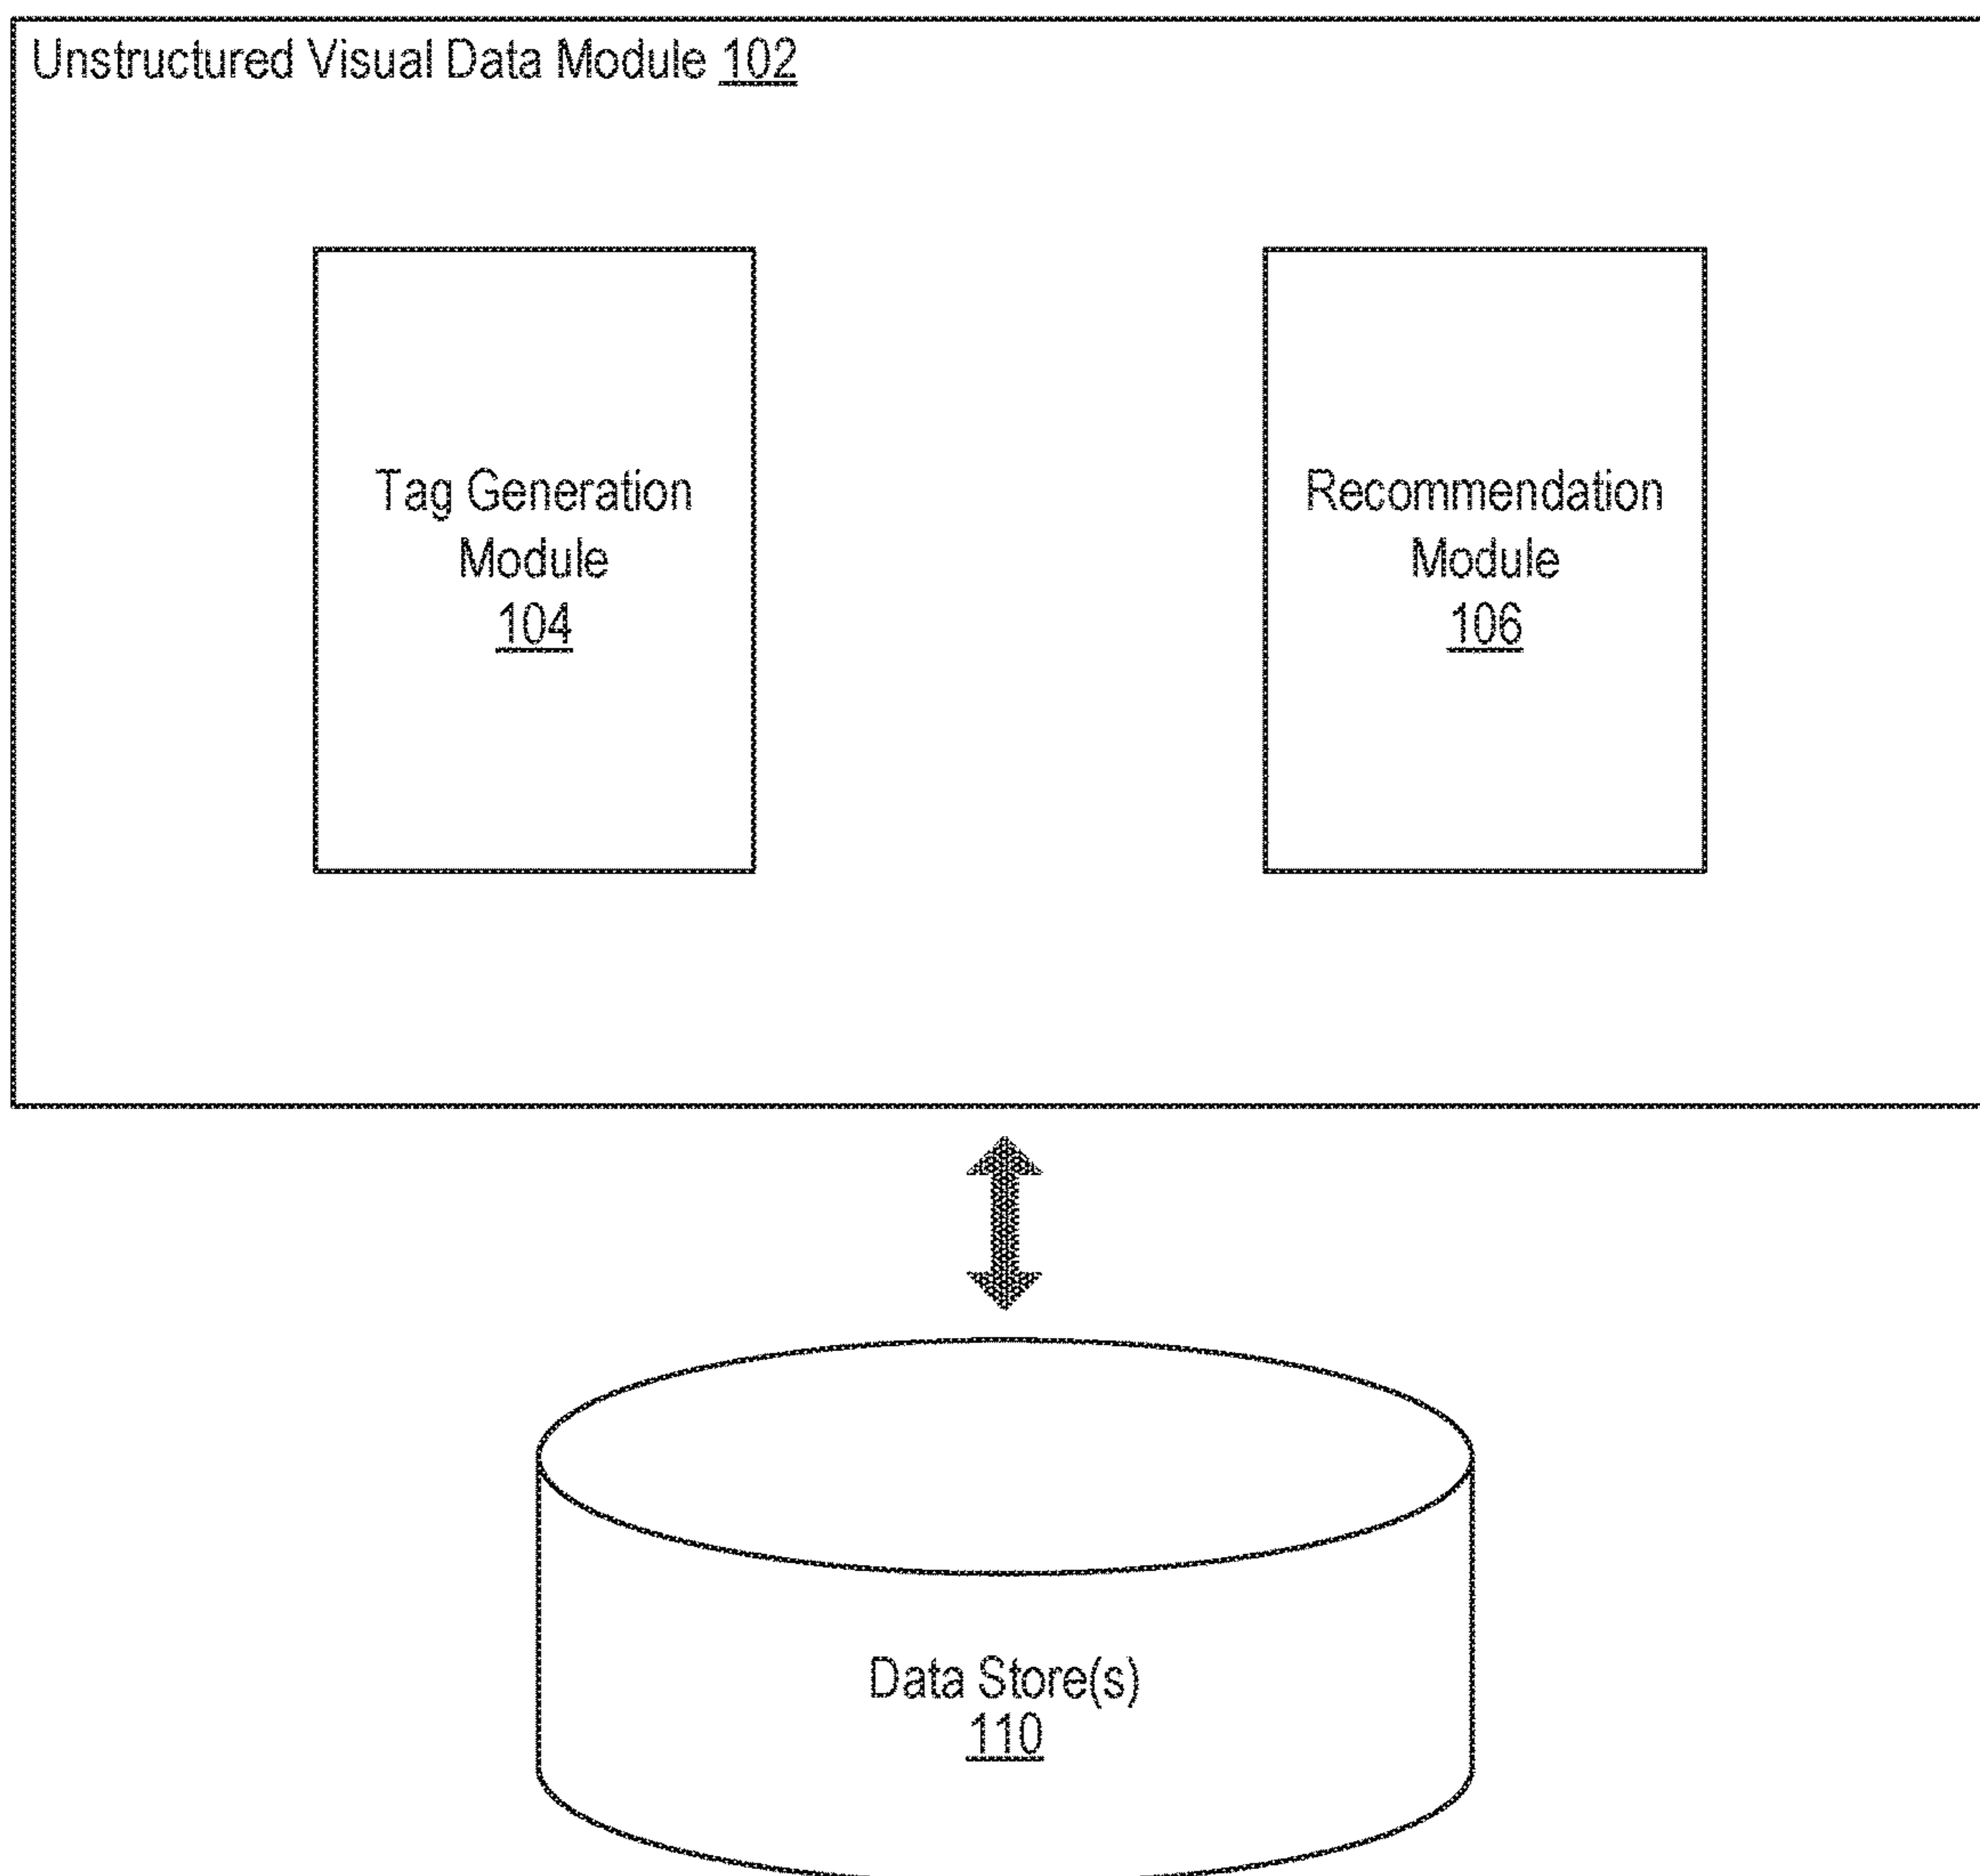 Unstructured Visual Data Module 102
Tag Generation
Module
104
Recommendation
Module
106
Data Store(s)
110